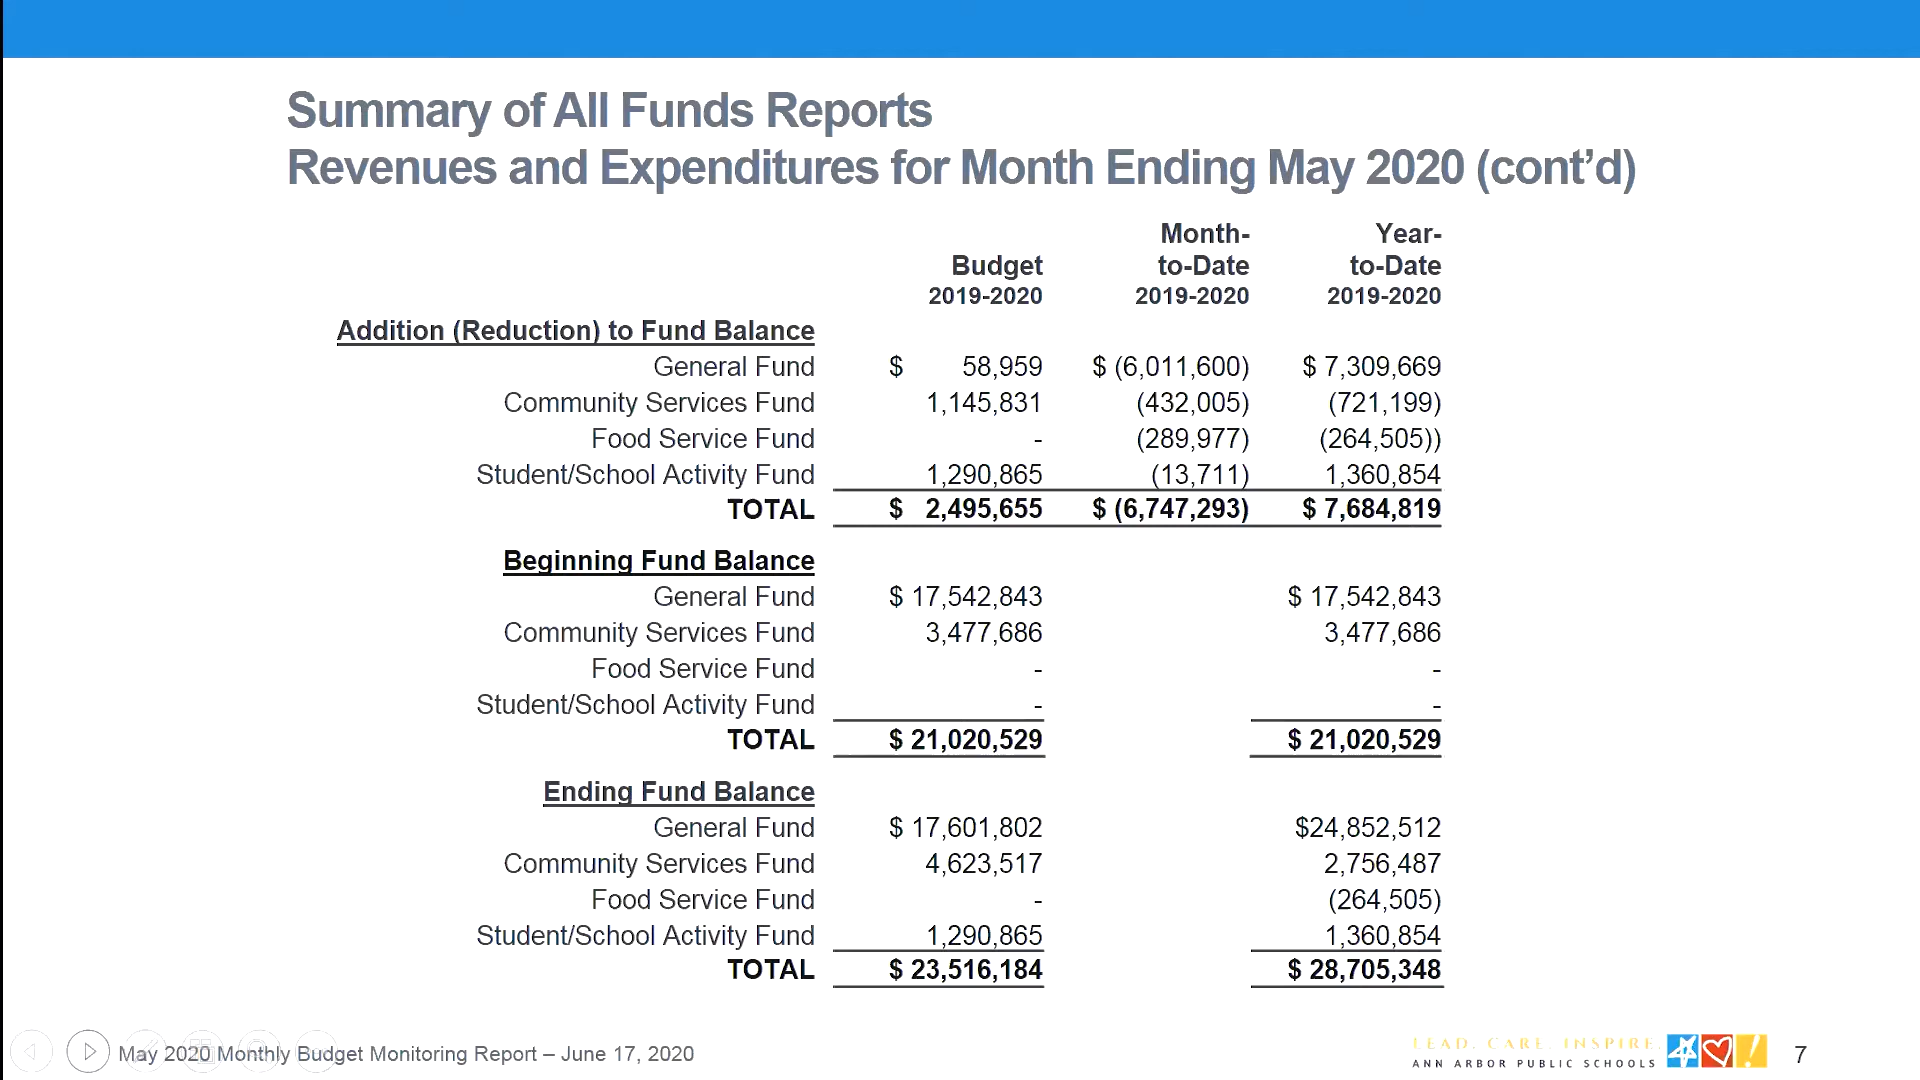 Summary of All Funds Reports
Revenues and Expenditures for Month Ending May 2020 (cont’d)
Month- Year-
Budget to-Date to-Date
2019-2020 2019-2020 2019-2020
Addition (Reduction) to Fund Balance
General Fund $ 58,959 $ (6,011,600) $ 7,309,669
Community Services Fund 1,145,831 (432,005) (721,199)
Food Service Fund - (289,977) (264,505))
Student/School Activity Fund 1,290,865 (13,711) 1,360,854
TOTAL $ 2,495,655 $ (6,747,293) $ 7,684,819
Beginning Fund Balance
General Fund $ 17,542,843 $ 17,542,843
Community Services Fund 3,477,686 3,477,686
Food Service Fund - -
Student/School Activity Fund - -
TOTAL $ 21,020,529 $ 21,020,529
Ending Fund Balance
General Fund $ 17,601,802 $24,852,512
Community Services Fund 4,623,517 2,756,487
Food Service Fund - (264,505)
Student/School Activity Fund 1,290,865 1,360,854
TOTAL $ 23,516,184 $ 28,705,348
May 2020 Monthly Budget Monitoring Report – June 17, 2020
LEAD. CARE. INSPIRE.
ANN ARBOR PUBLIC SCHOOLS
7